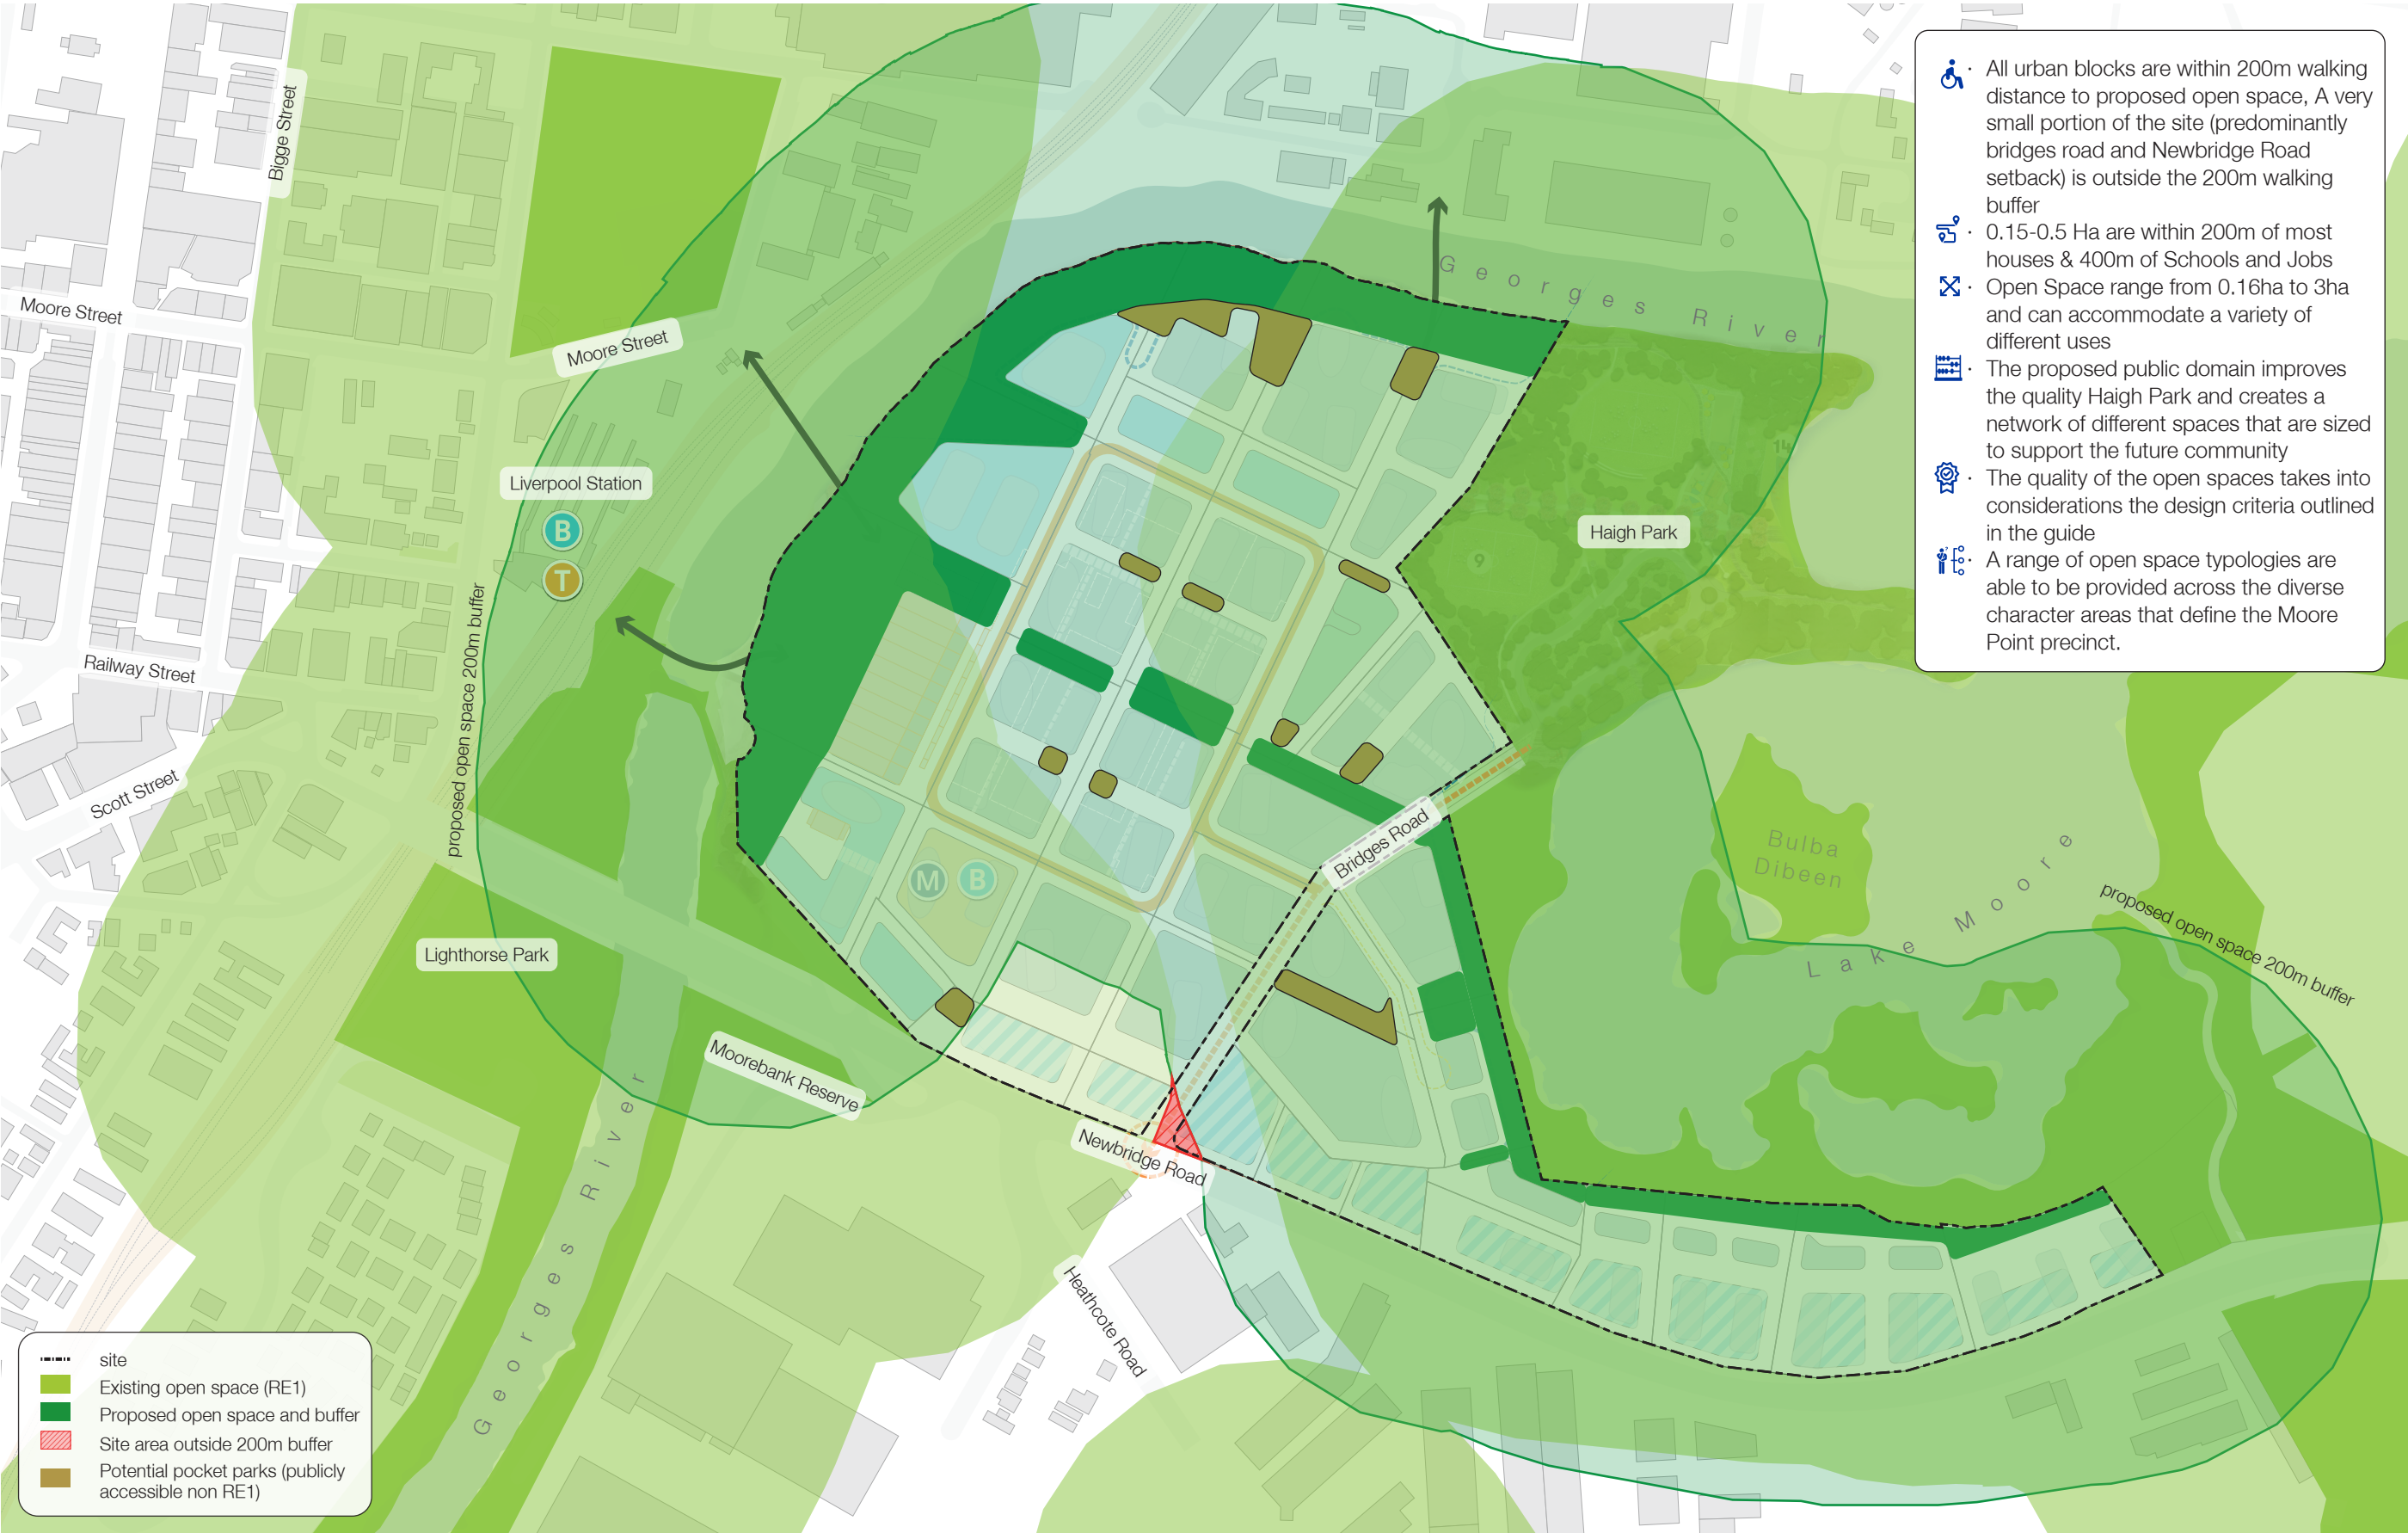 All urban blocks are within 200m walking
distance to proposed open space, A very
small portion of the site (predominantly
bridges road and Newbridge Road
setback) is outside the 200m walking
buffer
0.15-0.5 Ha are within 200m of most
houses & 400m of Schools and Jobs
Open Space range from 0.16ha to 3ha
and can accommodate a variety of
different uses
The proposed public domain improves
the quality Haigh Park and creates a
network of different spaces that are sized
to support the future community
The quality of the open spaces takes into
considerations the design criteria outlined
in the guide
A range of open space typologies are
able to be provided across the diverse
character areas that define the Moore
Point precinct.
Bigge Street
Georges River
Moore Street
Moore Street
14
Liverpool Station
B
T
Haigh Park
9
proposed open space 200m buffer
Railway Street
Scott Street
Bridges Road
Bulba
Dibeen
Lake Moore
M
B
proposed open space 200m buffer
Lighthorse Park
Moorebank Reserve
Newbridge Road
Georges River
Heathcote Road
site
Existing open space (RE1)
Proposed open space and buffer
Site area outside 200m buffer
Potential pocket parks (publicly
accessible non RE1)